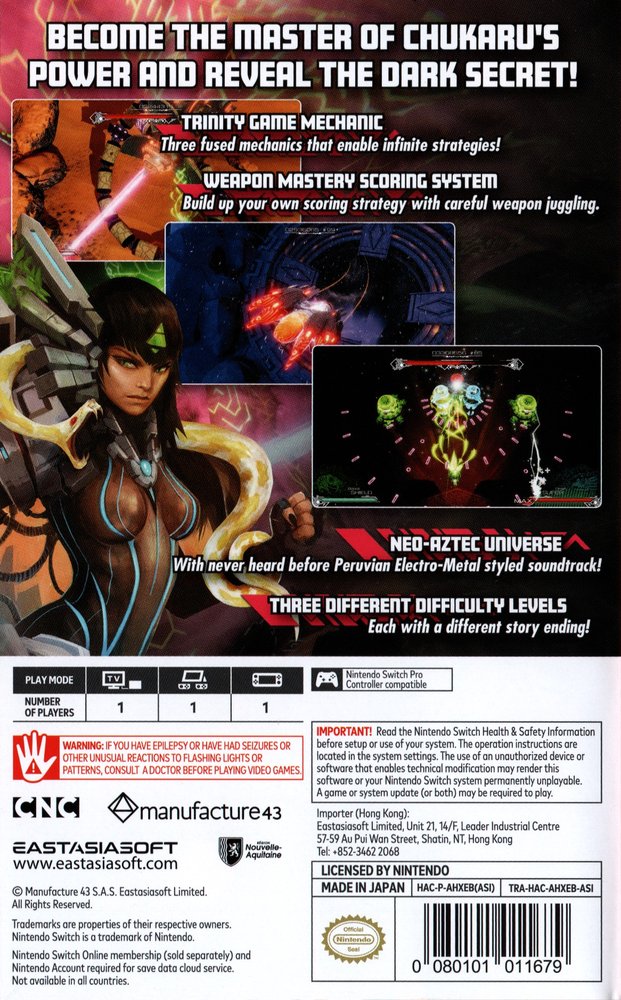 BECOME THE MASTER OF CHUKARU'S
POWER AND REVEAL THE DARK SECRET!
TRINITY GAME MECHANIC
Three fused mechanics that enable infinite strategies!
WEAPON MASTERY SCORING SYSTEM
Build up your own scoring strategy with careful weapon juggling.
SHIELD
MAX
NEO-AZTEC UNIVERSE
With never heard before Peruvian Electro-Metal styled soundtrack!
THREE DIFFERENT DIFFICULTY LEVELS
Each with a different story ending!
PLAY MODE
TV
NUMBER
OF PLAYERS
1
1
1
Nintendo Switch Pro
Controller compatible
WARNING: IF YOU HAVE EPILEPSY OR HAVE HAD SEIZURES OR
OTHER UNUSUAL REACTIONS TO FLASHING LIGHTS OR
PATTERNS, CONSULT A DOCTOR BEFORE PLAYING VIDEO GAMES.
IMPORTANT! Read the Nintendo Switch Health & Safety Information
before setup or use of your system. The operation instructions are
located in the system settings. The use of an unauthorized device or
software that enables technical modification may render this
software or your Nintendo Switch system permanently unplayable.
A game or system update (or both) may be required to play.
CNC
manufacture 43
EASTASIASOFT
www.eastasiasoft.com
RÉGION
Nouvelle-
Aquitaine
Importer (Hong Kong):
Eastasiasoft Limited, Unit 21, 14/F, Leader Industrial Centre
57-59 Au Pui Wan Street, Shatin, NT, Hong Kong
Tel: +852-3462 2068
© Manufacture 43 S.A.S. Eastasiasoft Limited.
All Rights Reserved.
Trademarks are properties of their respective owners.
Nintendo Switch is a trademark of Nintendo.
Nintendo Switch Online membership (sold separately) and
Nintendo Account required for save data cloud service.
Not available in all countries.
LICENSED BY NINTENDO
MADE IN JAPAN
HAC-P-AHXEB(ASI)
TRA-HAC-AHXEB-ASI
Official
Nintendo
Seal
0 080101 011679